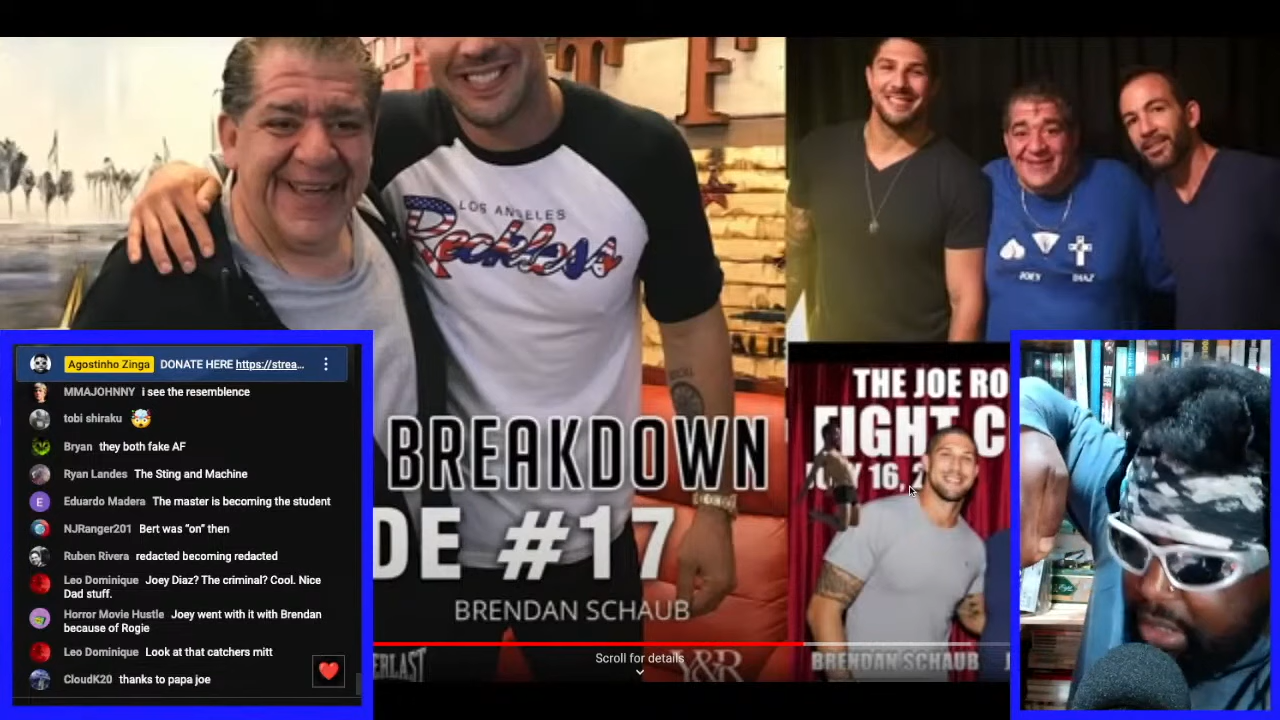 LOS ANGELES
Reckless
JOEY DIAZ
THE JOE RO
FIGHT C
JULY 16, 2
BREAKDOWN
DE #17
BRENDAN SCHAUB
BRENDAN SCHAUB
Scroll for details
EVERLAST
Y&R
Agostinho Zinga DONATE HERE https://strea...
MMAJOHNNY i see the resemblence
tobi shiraku 🤯
Bryan they both fake AF
Ryan Landes The Sting and Machine
E Eduardo Madera The master is becoming the student
NJRanger201 Bert was “on” then
Ruben Rivera redacted becoming redacted
Leo Dominique Joey Diaz? The criminal? Cool. Nice
Dad stuff.
Horror Movie Hustle Joey went with it with Brendan
because of Rogie
Leo Dominique Look at that catchers mitt
CloudK20 thanks to papa joe